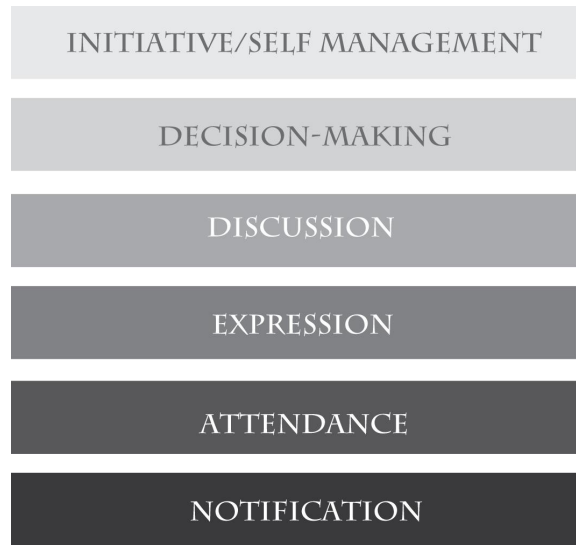 INITIATIVE/SELF MANAGEMENT
DECISION-MAKING
DISCUSSION
EXPRESSION
ATTENDANCE
NOTIFICATION